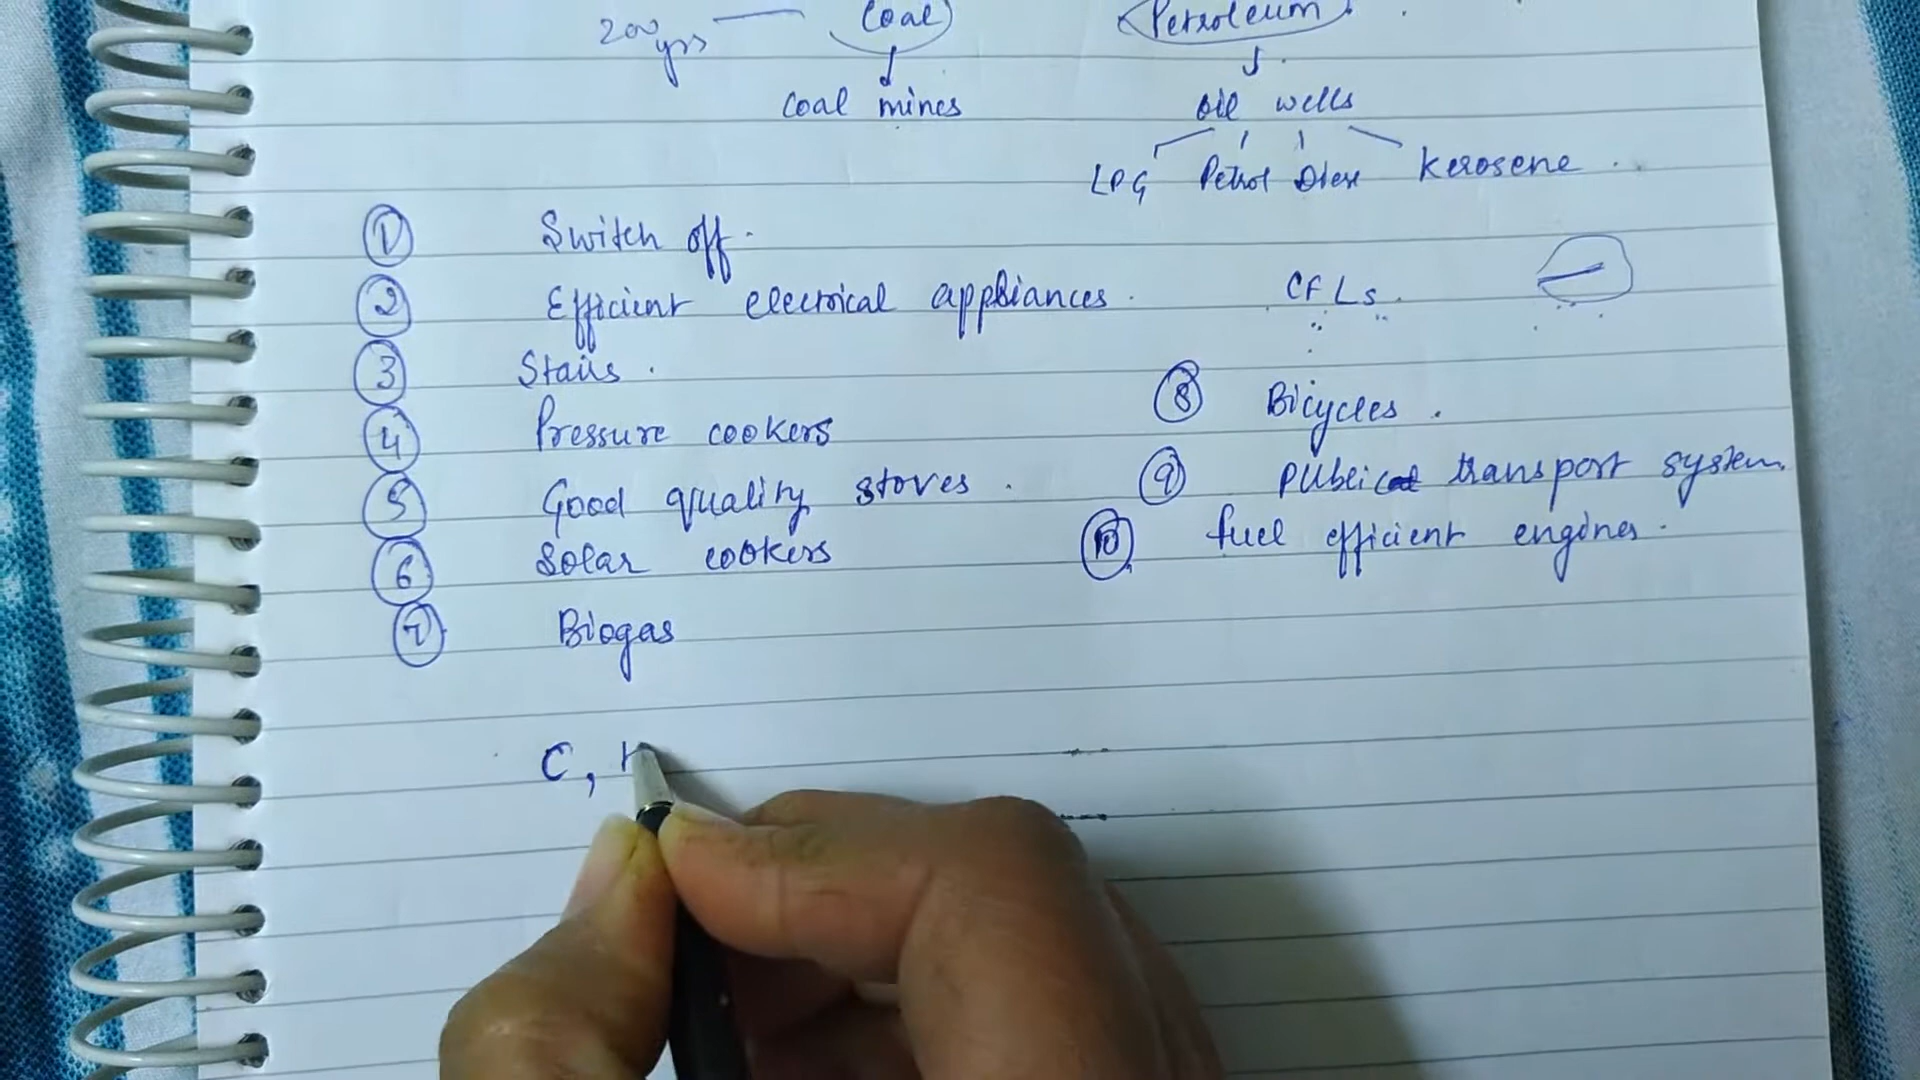 200 yrs — Coal Petroleum
Coal mines oil wells
LPG Petrol Diese Kerosene
1 Switch off.
2 Efficient electrical appliances. CFLs.
3 Stairs.
4 Pressure cookers
5 Good quality stoves.
6 Solar cookers
7 Biogas
8 Bicycles.
9 public transport system.
10 fuel efficient engines.
C, H